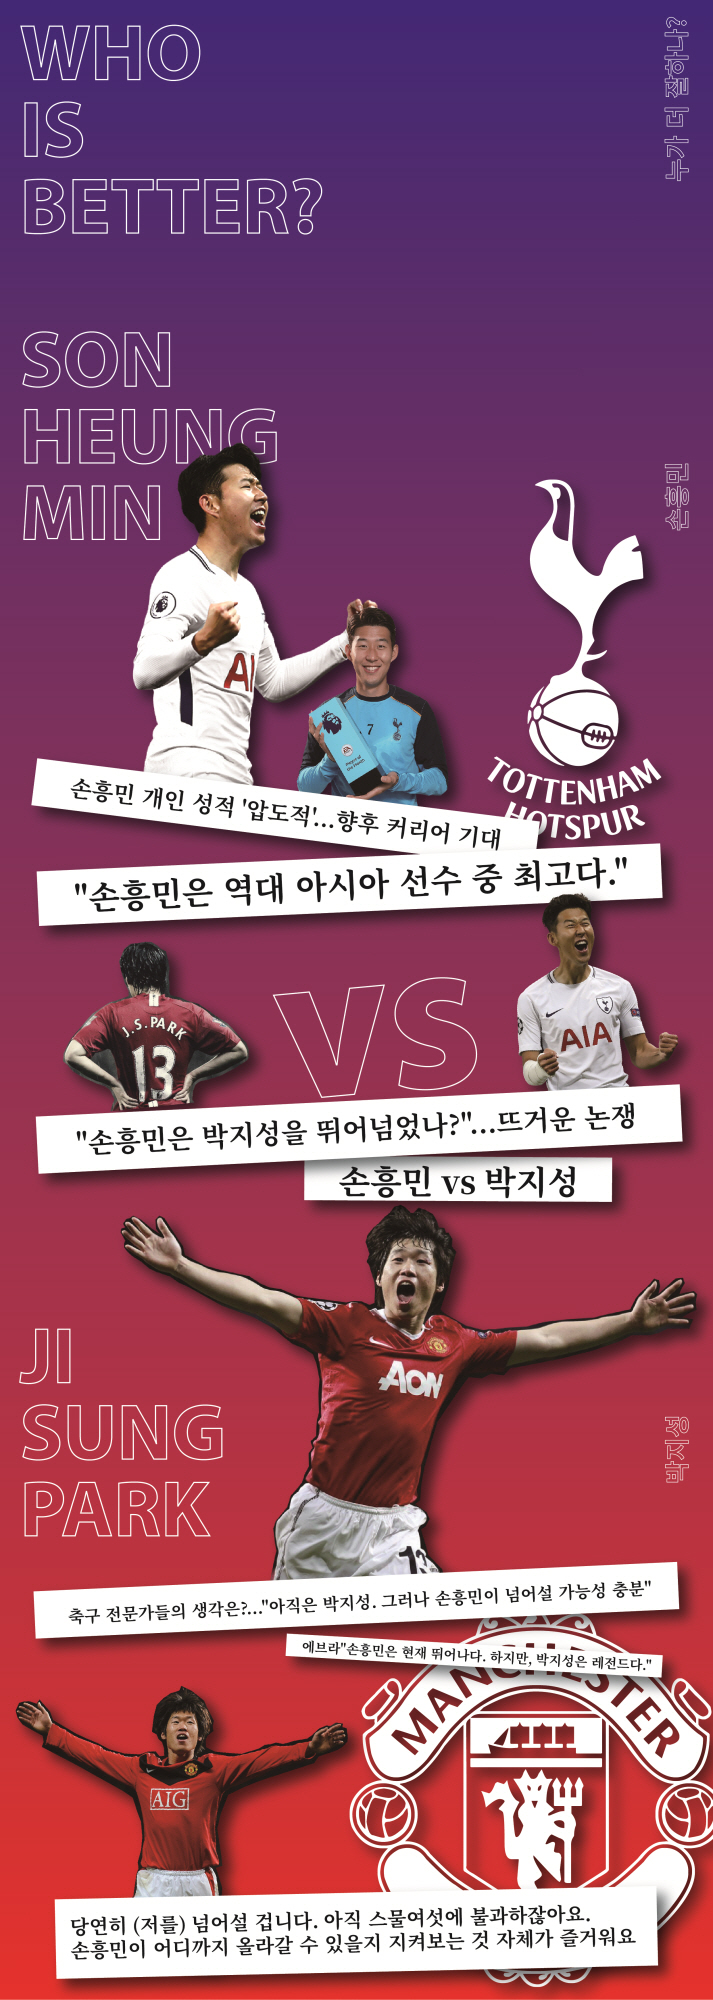 WHO
IS
BETTER?
누가 더 잘하나?
SON
HEUNG
MIN
손흥민
AI
7
TOTTENHAM
HOTSPUR
손흥민 개인 성적 '압도적'...향후 커리어 기대
"손흥민은 역대 아시아 선수 중 최고다."
J.S.PARK
13
VS
AIA
"손흥민은 박지성을 뛰어넘었나?"...뜨거운 논쟁
손흥민 vs 박지성
AON
JI
SUNG
PARK
박지성
13
축구 전문가들의 생각은?..."아직은 박지성. 그러나 손흥민이 넘어설 가능성 충분"
에브라"손흥민은 현재 뛰어나다. 하지만, 박지성은 레전드다."
MANCHESTER
AIG
당연히 (저를) 넘어설 겁니다. 아직 스물여섯에 불과하잖아요.
손흥민이 어디까지 올라갈 수 있을지 지켜보는 것 자체가 즐거워요